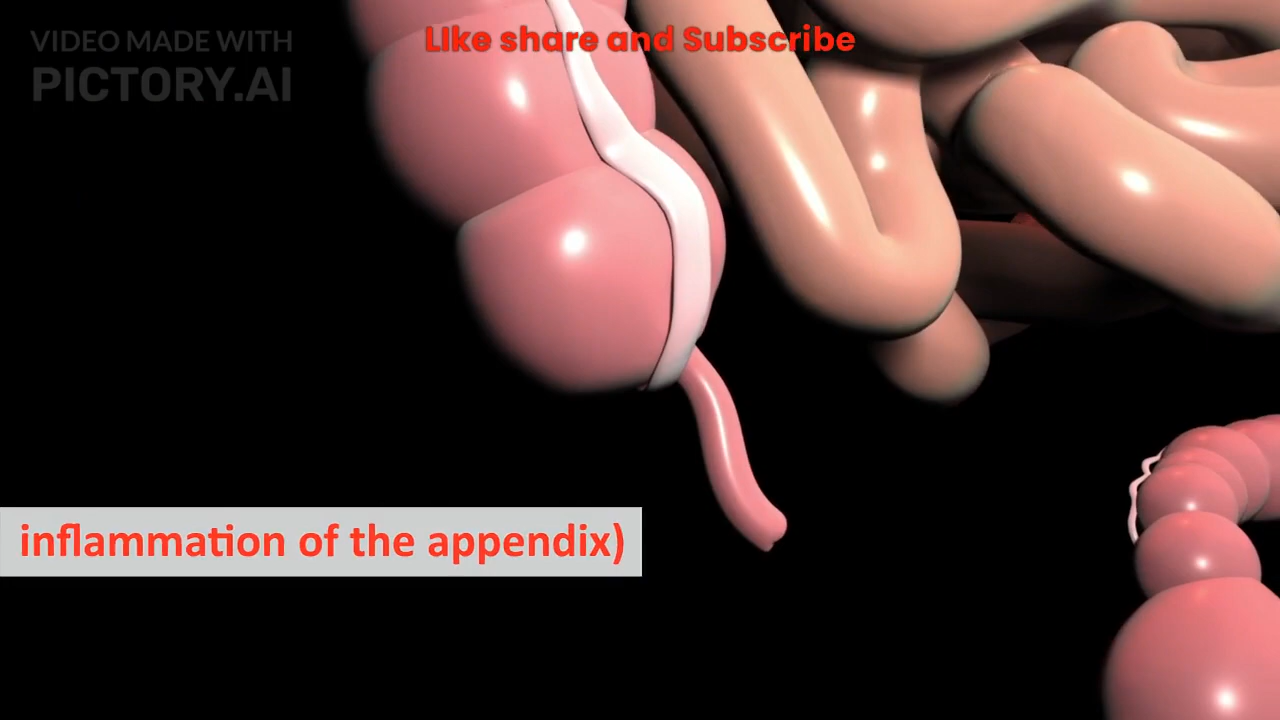 VIDEO MADE WITH
PICTORY.AI
LIke share and Subscribe
inflammation of the appendix)